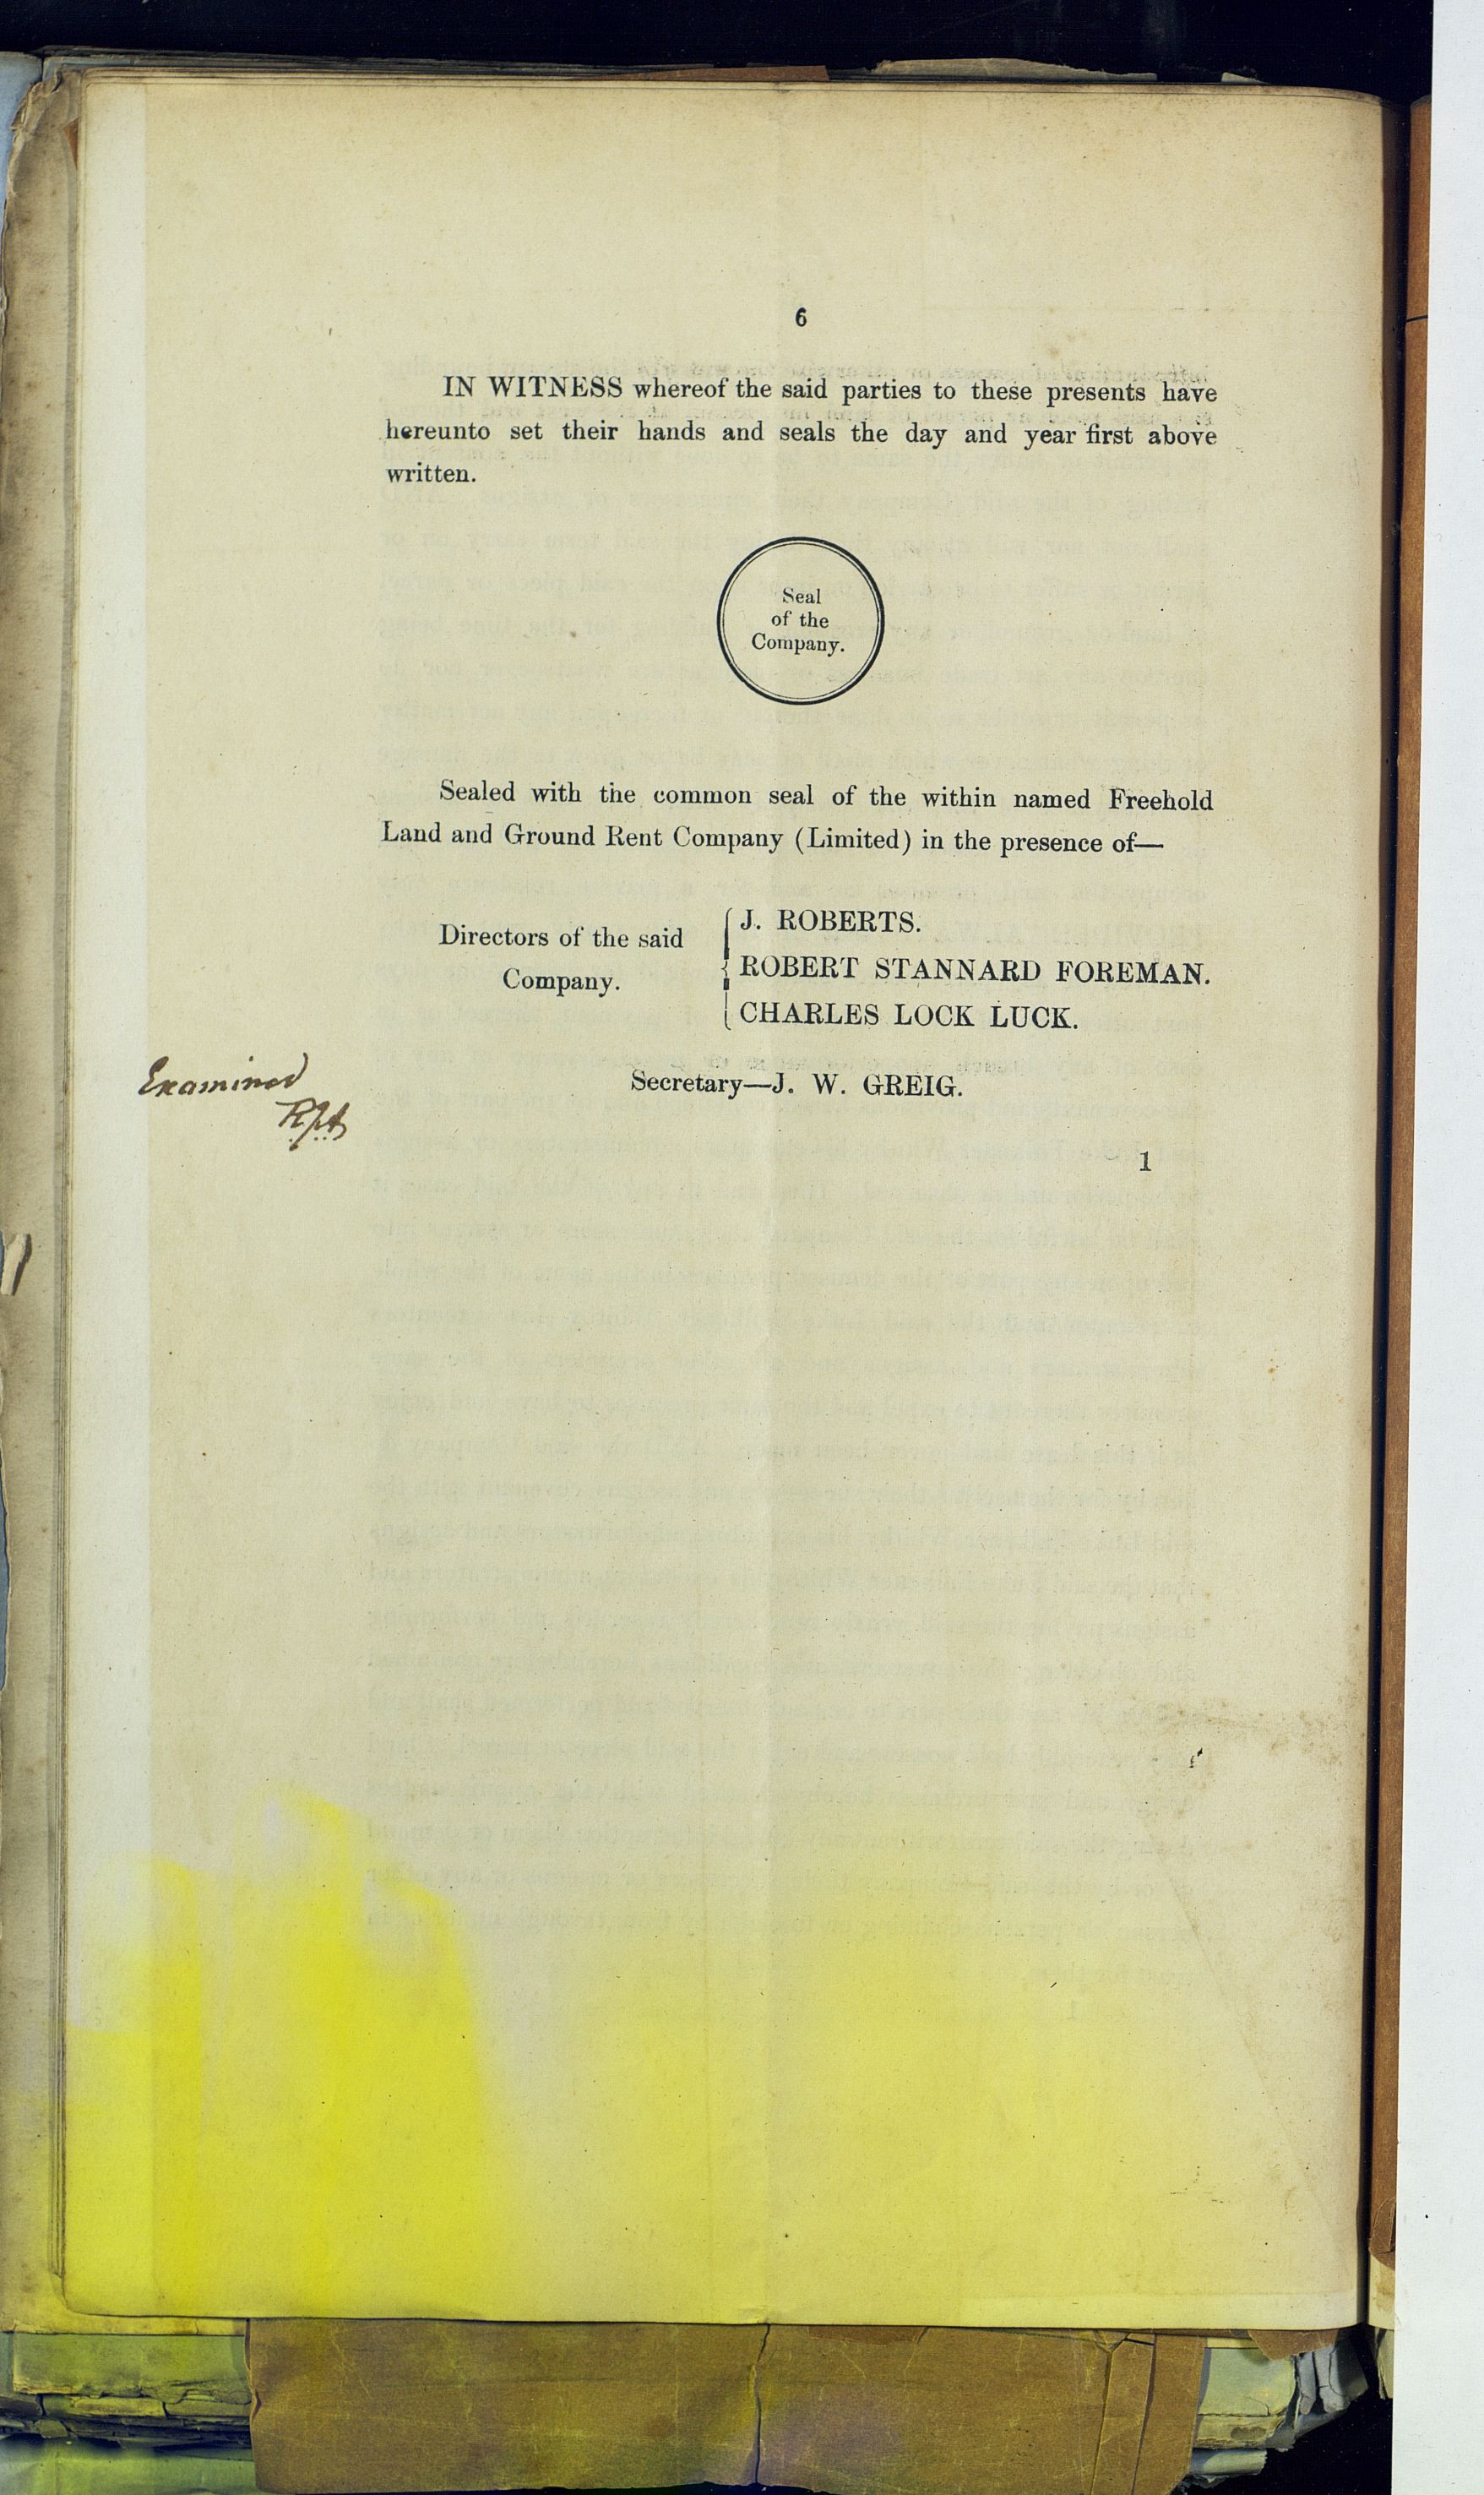 6
IN WITNESS whereof the said parties to these presents have
hereunto set their hands and seals the day and year first above
written.
Seal
of the
Company.
Sealed with the common seal of the within named Freehold
Land and Ground Rent Company (Limited) in the presence of—
Directors of the said
Company.
J. ROBERTS.
ROBERT STANNARD FOREMAN.
CHARLES LOCK LUCK.
Secretary—J. W. GREIG.
Examined
1